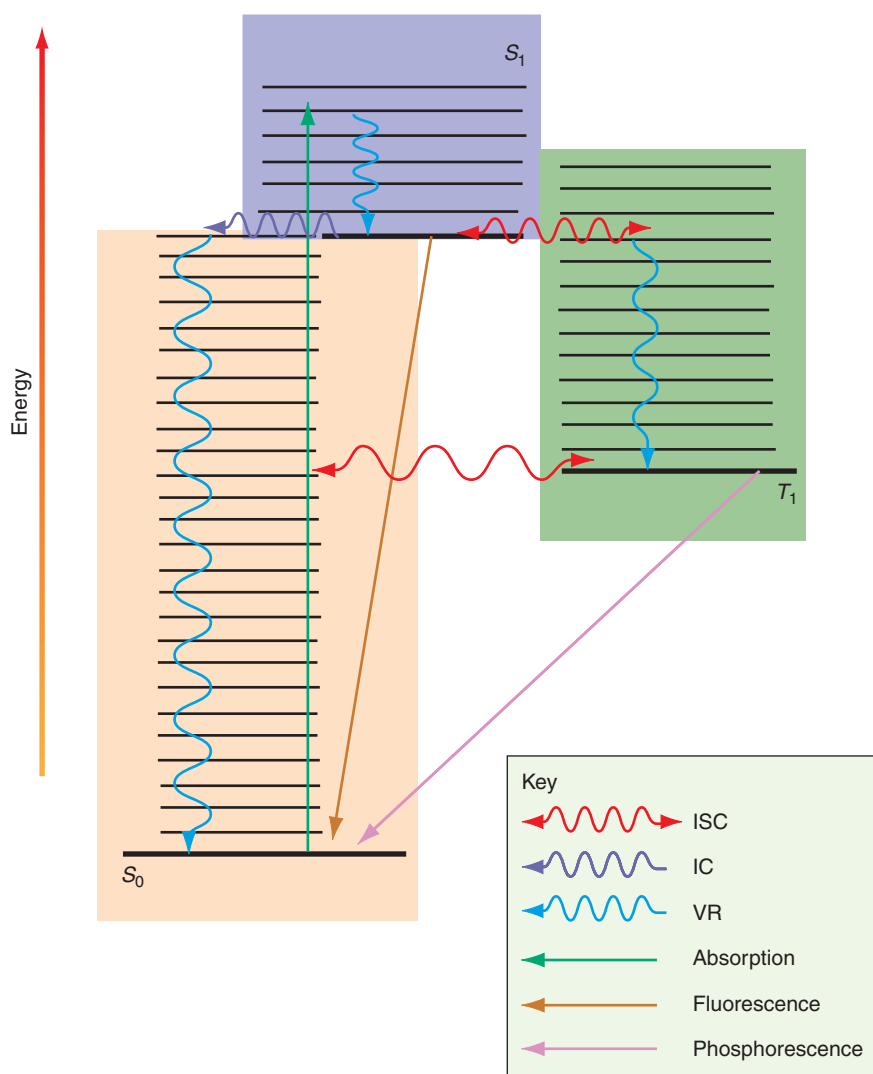 S1
Energy
T1
S0
Key
ISC
IC
VR
Absorption
Fluorescence
Phosphorescence